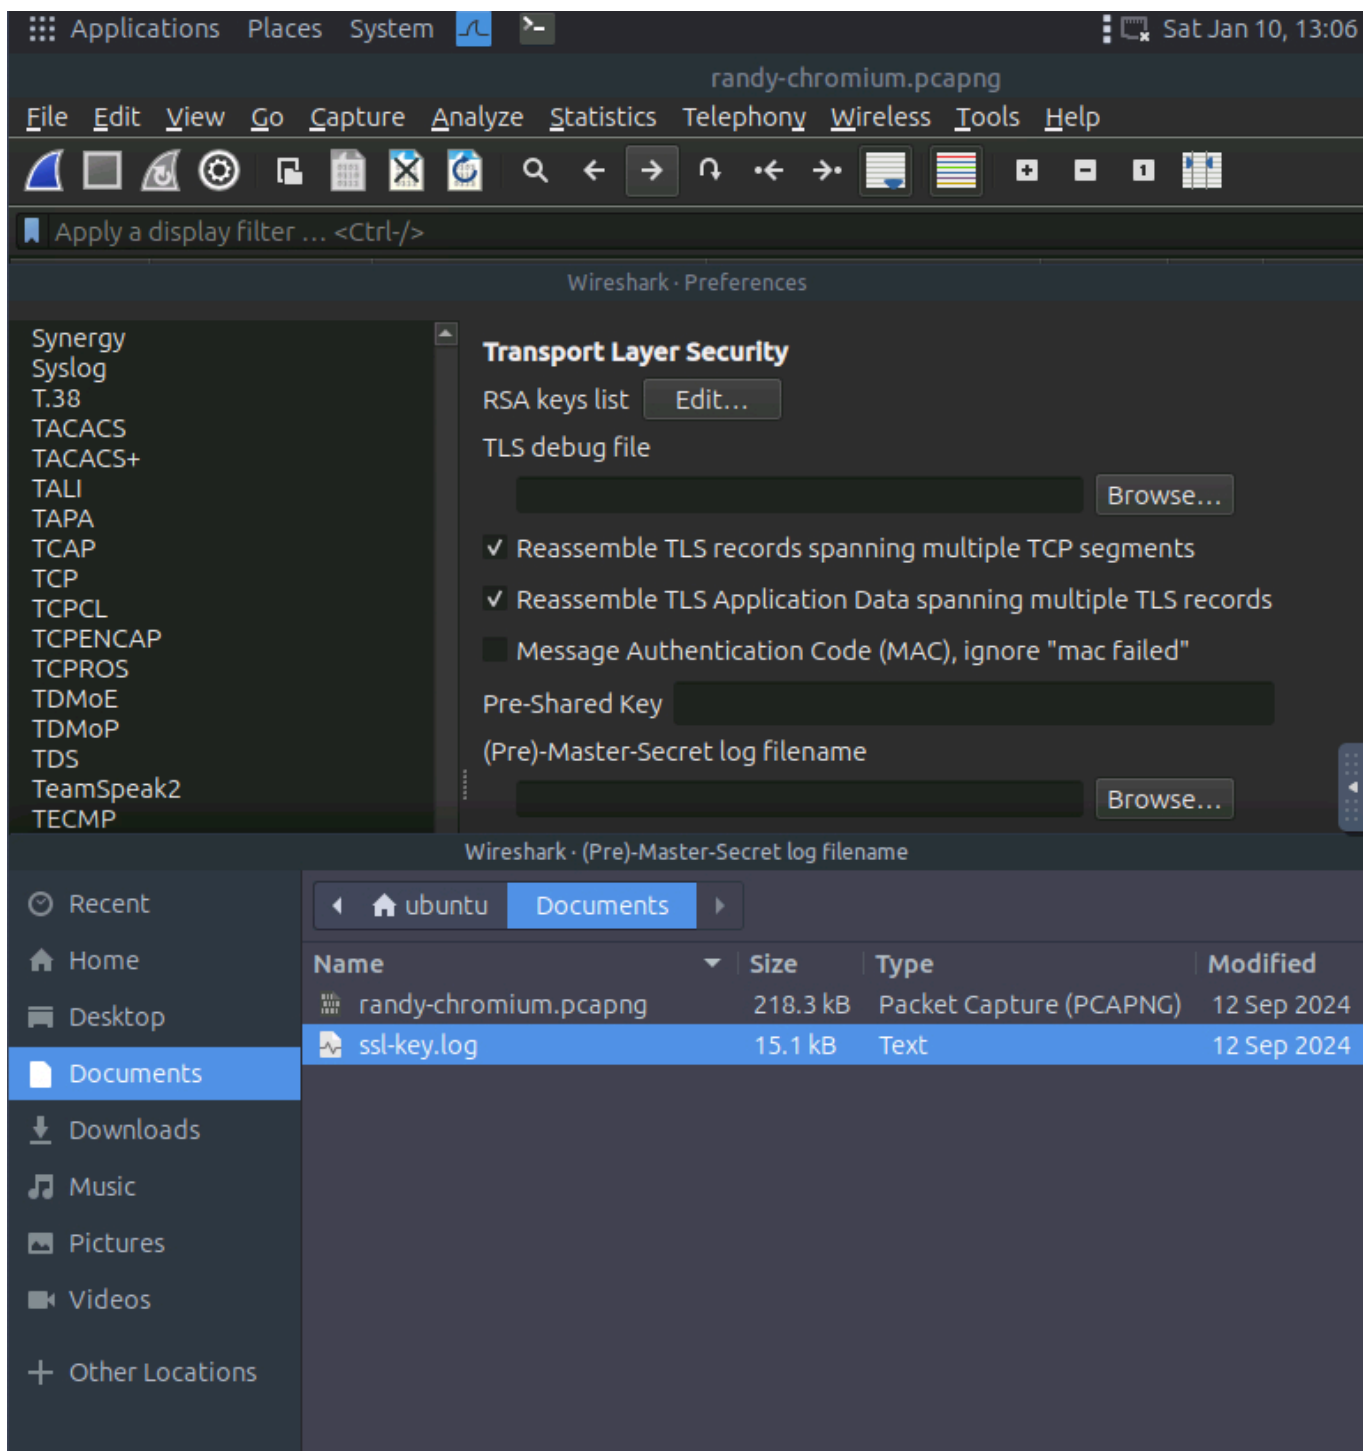 Applications Places System Sat Jan 10, 13:06
randy-chromium.pcapng
File Edit View Go Capture Analyze Statistics Telephony Wireless Tools Help
Apply a display filter … <Ctrl-/>
Wireshark · Preferences
Synergy
Syslog
T.38
TACACS
TACACS+
TALI
TAPA
TCAP
TCP
TCPCL
TCPENCAP
TCPROS
TDMoE
TDMoP
TDS
TeamSpeak2
TECMP
Transport Layer Security
RSA keys list Edit…
TLS debug file
Browse…
Reassemble TLS records spanning multiple TCP segments
Reassemble TLS Application Data spanning multiple TLS records
Message Authentication Code (MAC), ignore "mac failed"
Pre-Shared Key
(Pre)-Master-Secret log filename
Browse…
Wireshark · (Pre)-Master-Secret log filename
Recent
Home
Desktop
Documents
Downloads
Music
Pictures
Videos
Other Locations
ubuntu Documents
Name Size Type Modified
randy-chromium.pcapng 218.3 kB Packet Capture (PCAPNG) 12 Sep 2024
ssl-key.log 15.1 kB Text 12 Sep 2024